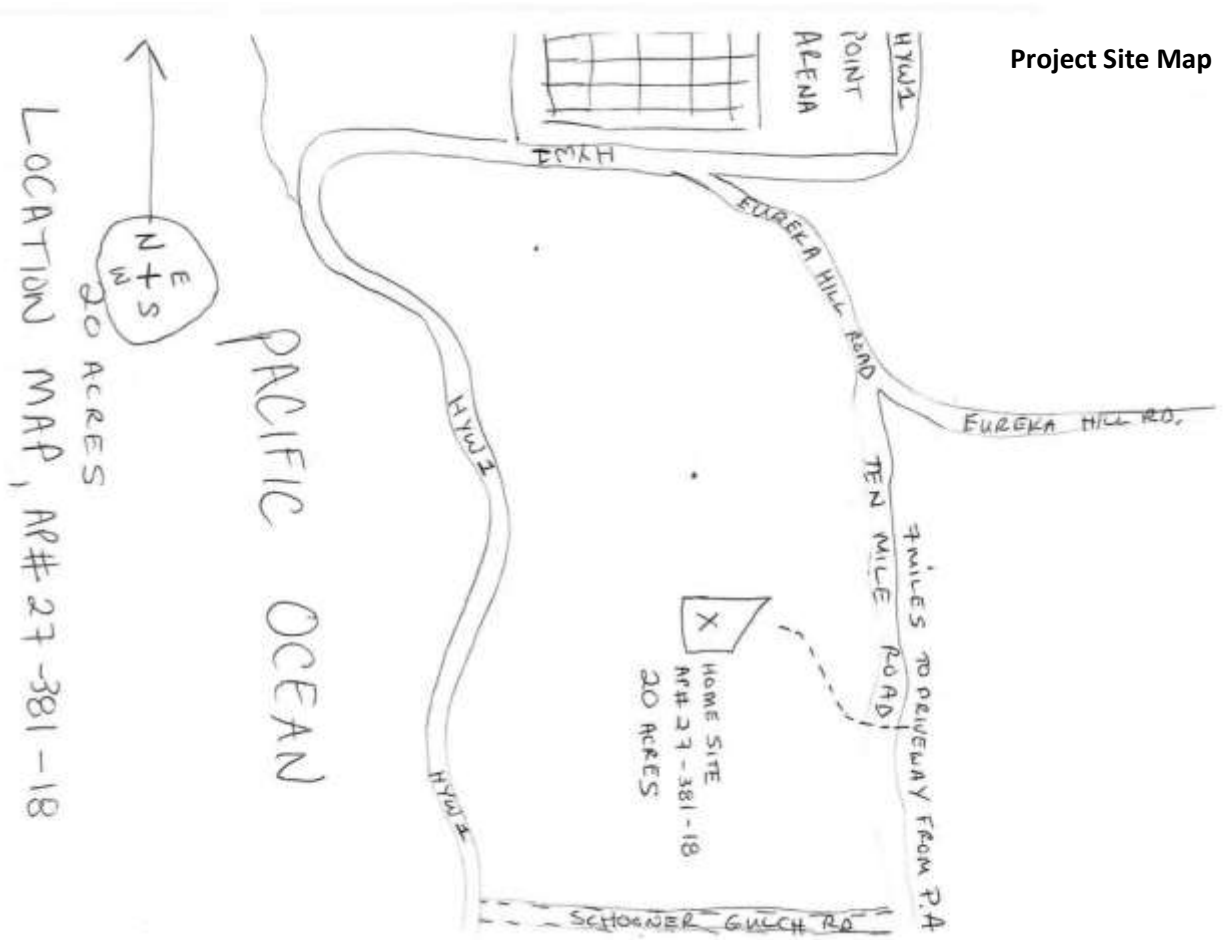 Project Site Map
HYW1
POINT
ARENA
HYW1
EUREKA HILL ROAD
EUREKA HILL RD.
TEN MILE ROAD
7 MILES TO DRIVEWAY FROM P.A
X
HOME SITE
AP# 27-381-18
20 ACRES
HYW1
HYW1
SCHOONER GULCH RD
PACIFIC OCEAN
N E
W S
20 ACRES
LOCATION MAP, AP# 27-381-18